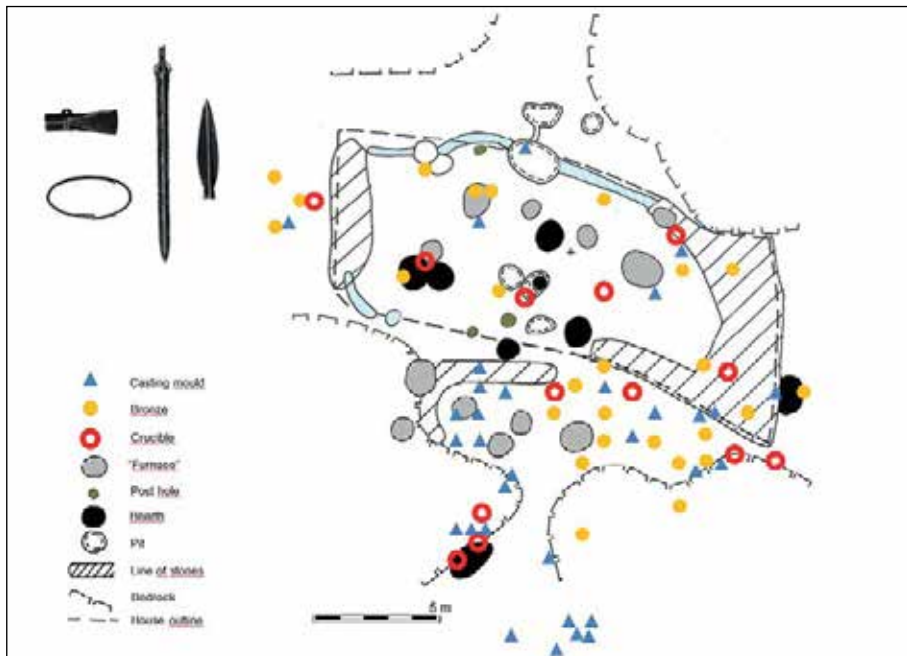 Casting mould
Bronze
Crucible
"Furnace"
Post hole
Hearth
Pit
Line of stones
Bedrock
House outline
5 m